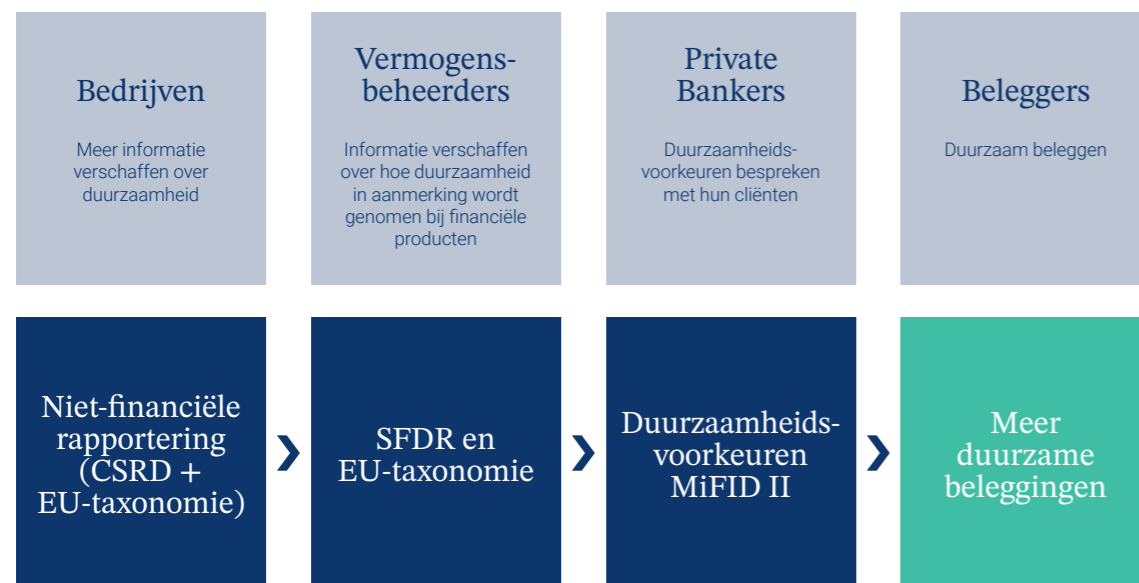 Bedrijven
Meer informatie
verschaffen over
duurzaamheid
Vermogens-
beheerders
Informatie verschaffen
over hoe duurzaamheid
in aanmerking wordt
genomen bij financiële
producten
Private
Bankers
Duurzaamheids-
voorkeuren bespreken
met hun cliënten
Beleggers
Duurzaam beleggen
Niet-financiële
rapportering
(CSRD +
EU-taxonomie)
SFDR en
EU-taxonomie
Duurzaamheids-
voorkeuren
MiFID II
Meer
duurzame
beleggingen